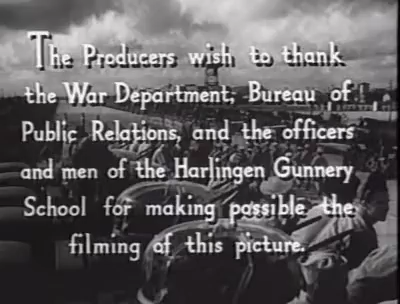 The Producers wish to thank
the War Department, Bureau of
Public Relations, and the officers
and men of the Harlingen Gunnery
School for making possible the
filming of this picture.